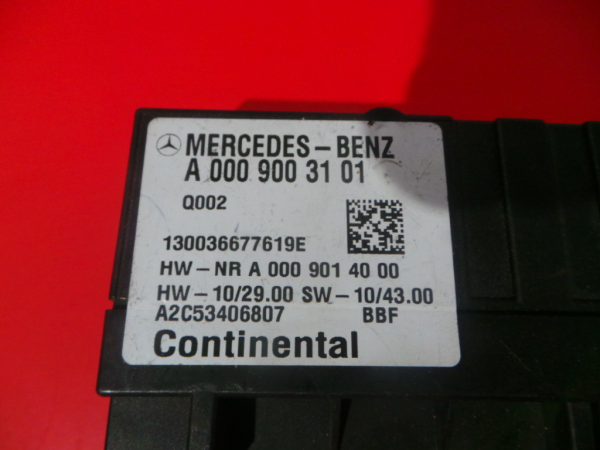 MERCEDES-BENZ
A 000 900 31 01
Q002
130036677619E
HW-NR A 000 901 40 00
HW-10/29.00 SW-10/43.00
A2C53406807 BBF
Continental